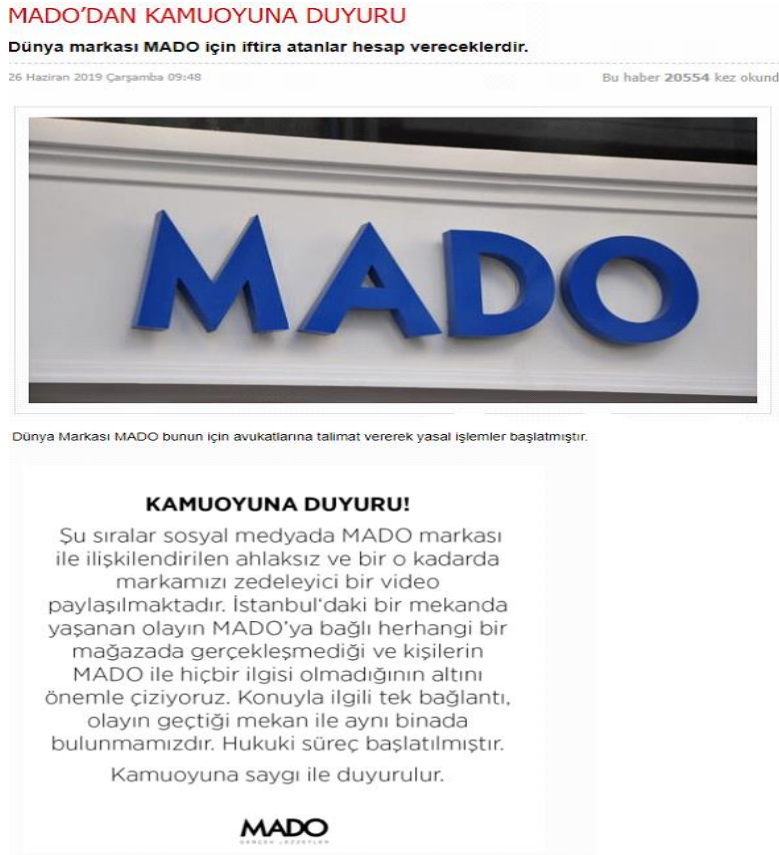 MADO’DAN KAMUOYUNA DUYURU
Dünya markası MADO için iftira atanlar hesap vereceklerdir.
26 Haziran 2019 Çarşamba 09:48
Bu haber 20554 kez okund
MADO
Dünya Markası MADO bunun için avukatlarına talimat vererek yasal işlemler başlatmıştır.
KAMUOYUNA DUYURU!
Şu sıralar sosyal medyada MADO markası
ile ilişkilendirilen ahlaksız ve bir o kadarda
markamızı zedeleyici bir video
paylaşılmaktadır. İstanbul'daki bir mekanda
yaşanan olayın MADO'ya bağlı herhangi bir
mağazada gerçekleşmediği ve kişilerin
MADO ile hiçbir ilgisi olmadığının altını
önemle çiziyoruz. Konuyla ilgili tek bağlantı,
olayın geçtiği mekan ile aynı binada
bulunmamızdır. Hukuki süreç başlatılmıştır.
Kamuoyuna saygı ile duyurulur.
MADO
GERÇEK LEZZETLER